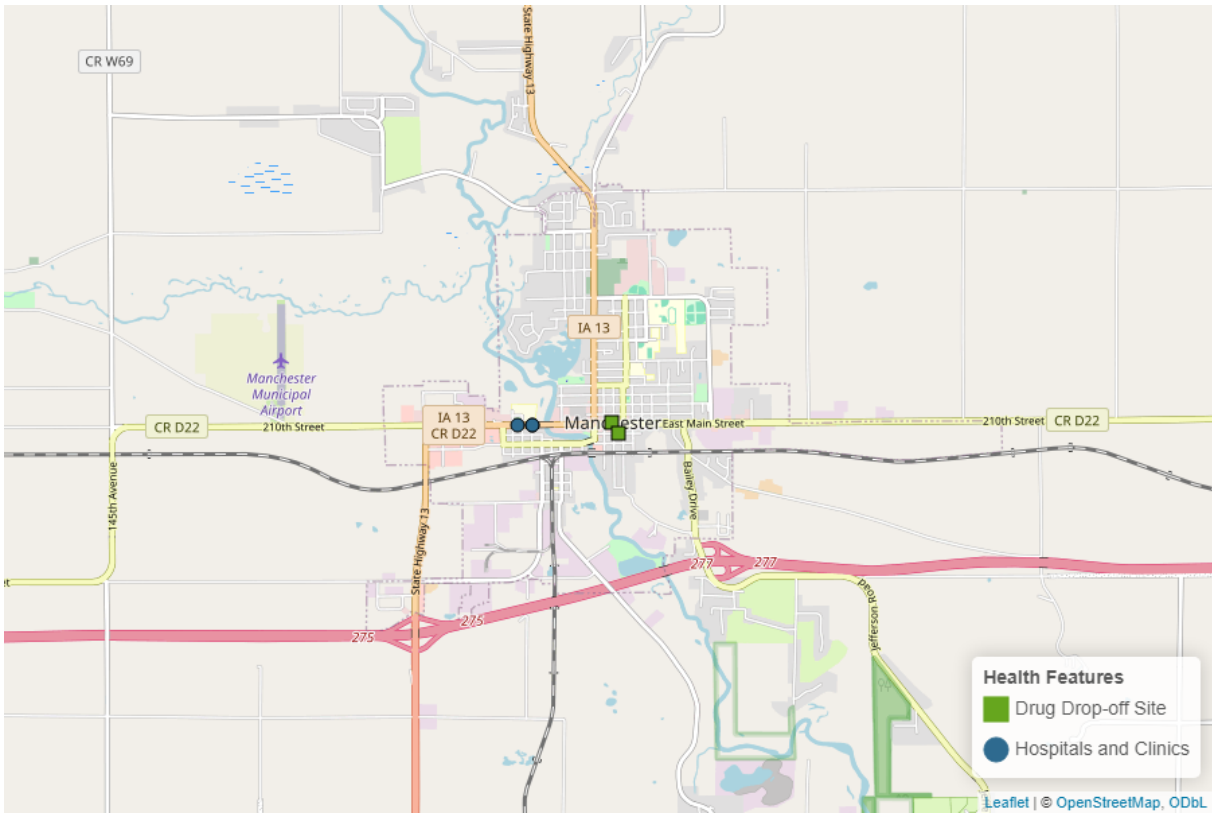 State Highway 13
CR W69
IA 13
Manchester
Municipal
Airport
CR D22
210th Street
IA 13
CR D22
Manchester
East Main Street
210th Street
CR D22
145th Avenue
Bailey Drive
State Highway 13
277
277
275
275
Jefferson Road
Health Features
Drug Drop-off Site
Hospitals and Clinics
Leaflet | © OpenStreetMap, ODbL